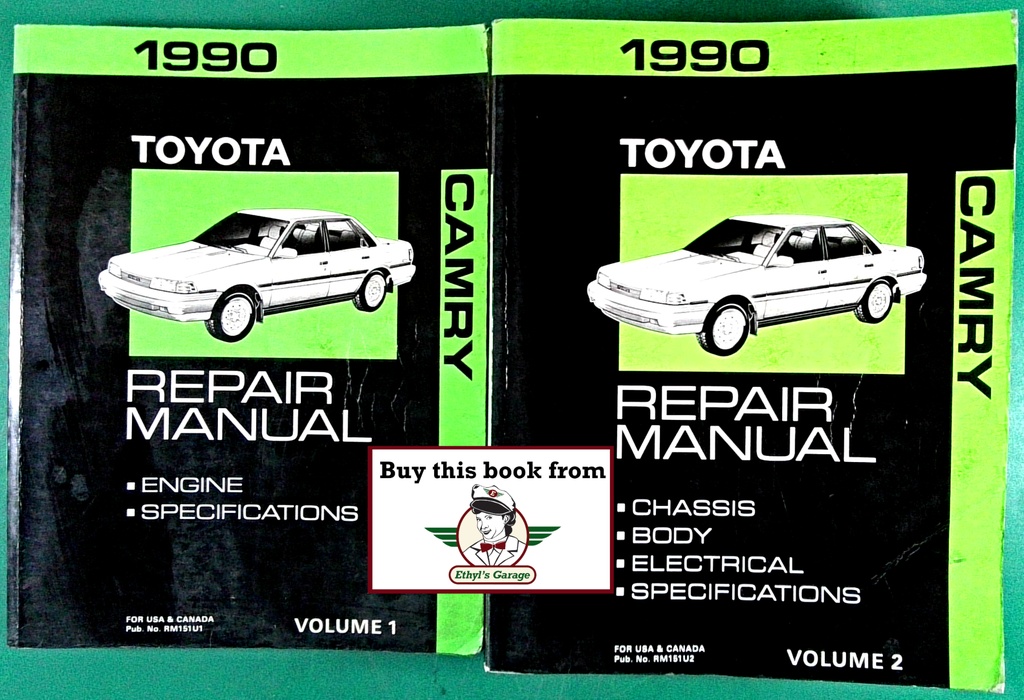 1990
TOYOTA
CAMRY
REPAIR
MANUAL
▪ ENGINE
▪ SPECIFICATIONS
FOR USA & CANADA
Pub. No. RM151U1
VOLUME 1
1990
TOYOTA
CAMRY
REPAIR
MANUAL
▪ CHASSIS
▪ BODY
▪ ELECTRICAL
▪ SPECIFICATIONS
FOR USA & CANADA
Pub. No. RM151U2
VOLUME 2
Buy this book from
Ethyl's Garage